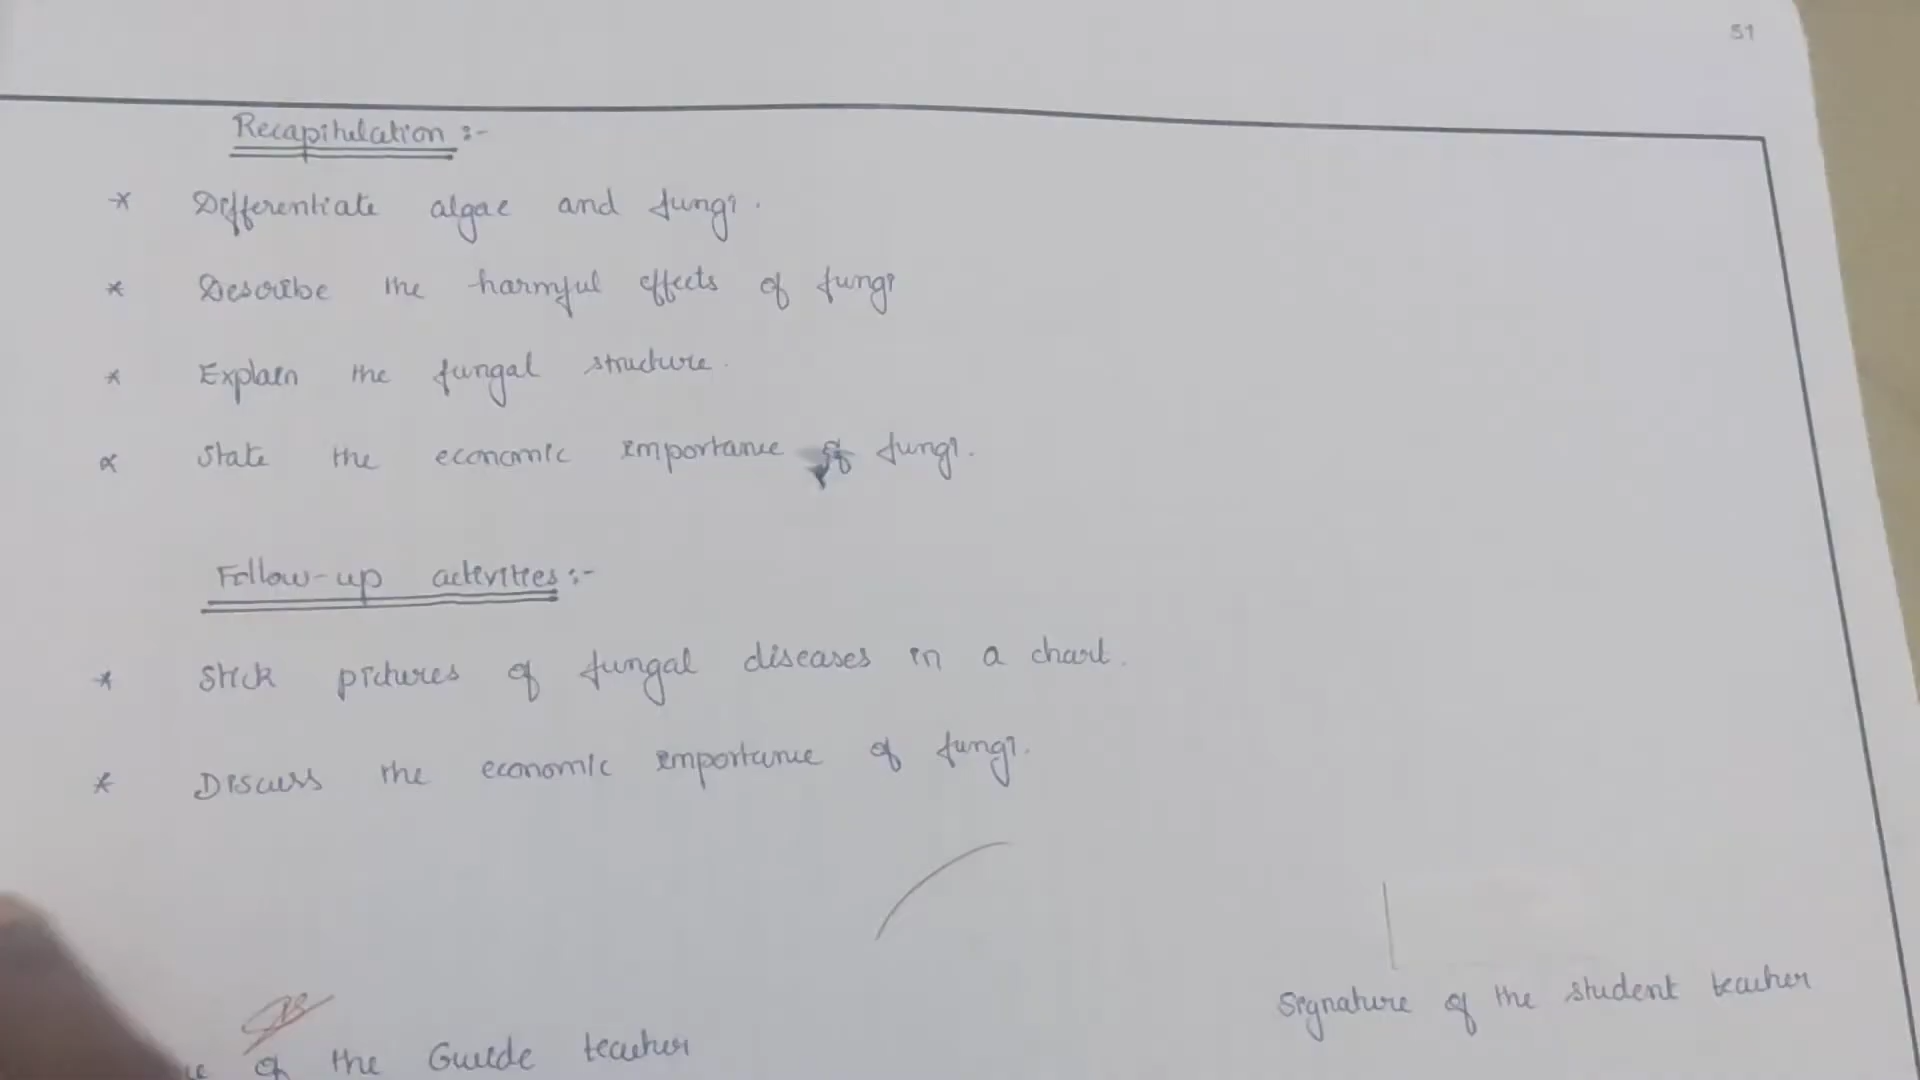 51
Recapitulation :-
* Differentiate algae and fungi.
* Describe the harmful effects of fungi
* Explain the fungal structure.
* State the economic importance of fungi.
Follow-up activities :-
* Stick pictures of fungal diseases in a chart.
* Discuss the economic importance of fungi.
Signature of the student teacher
of the Guide teacher